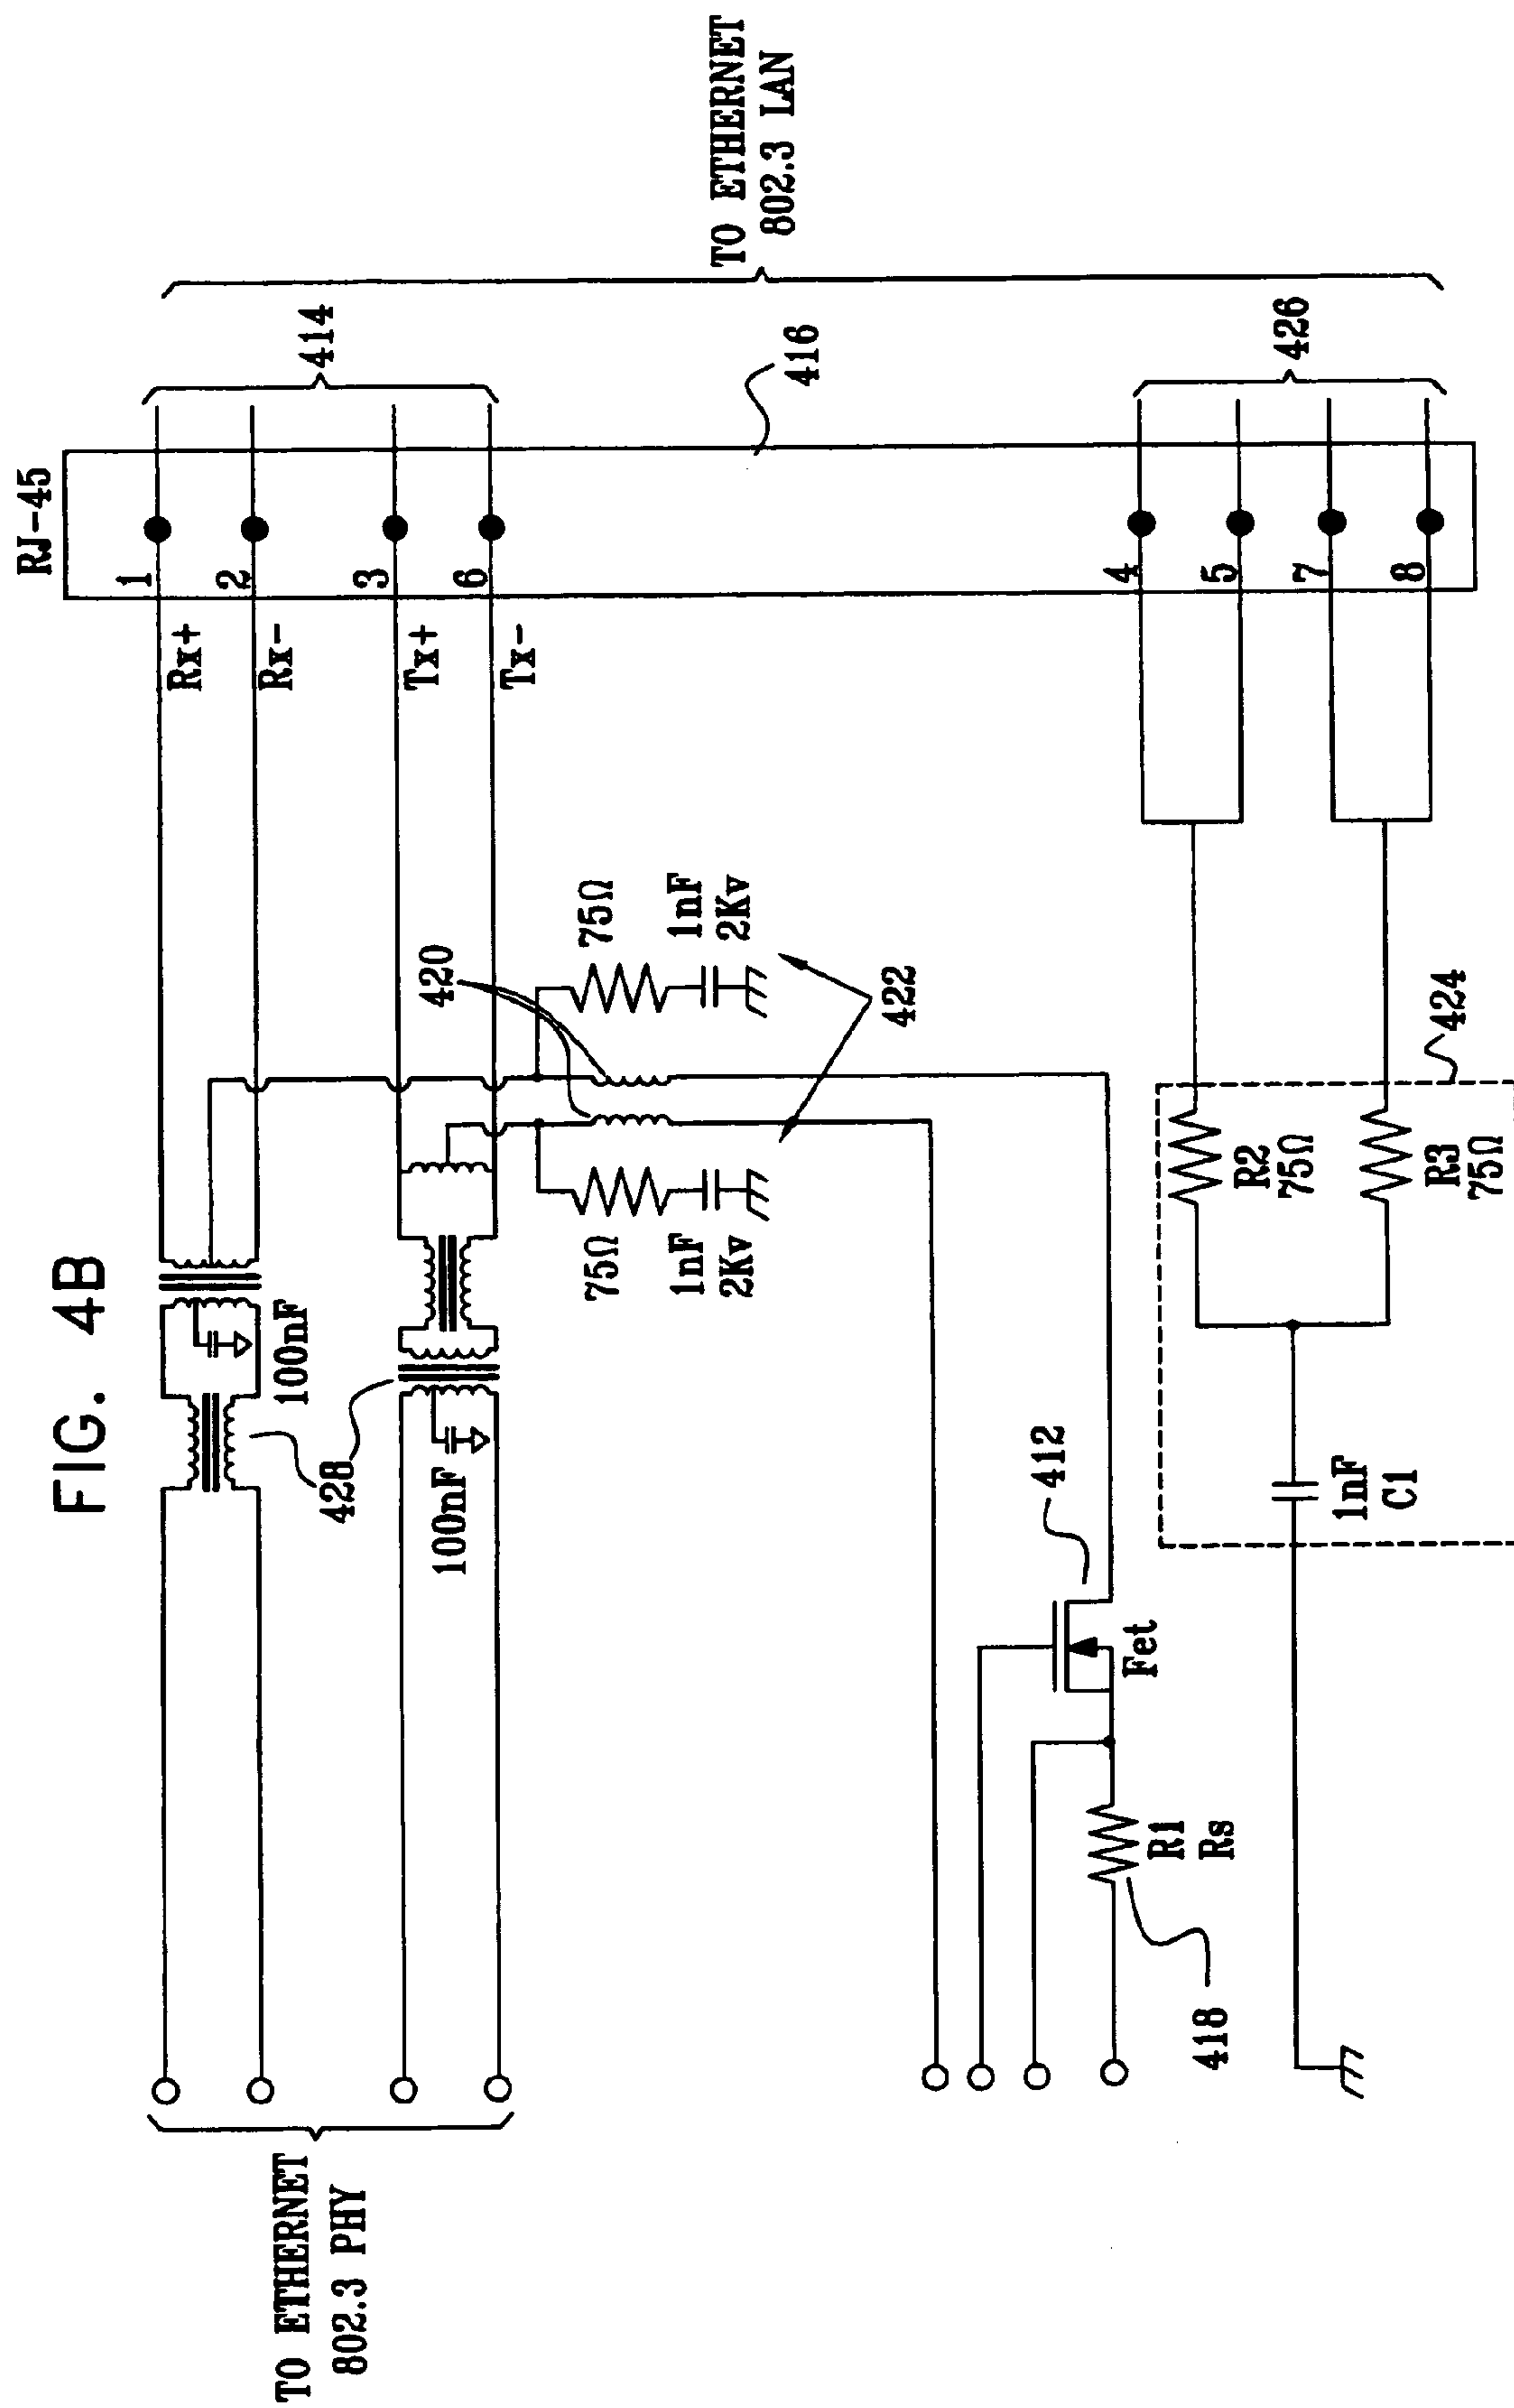 FIG. 4B
TO ETHERNET
802.3 PHY
428
100nF
100nF
Rx+
Rx-
Tx+
Tx-
RJ-45
1
2
3
6
4
5
7
8
414
416
426
TO ETHERNET
802.3 LAN
420
75Ω
1nF
2Kv
75Ω
1nF
2Kv
422
412
Fet
R1
Rs
418
424
R2
75Ω
R3
75Ω
1nF
C1